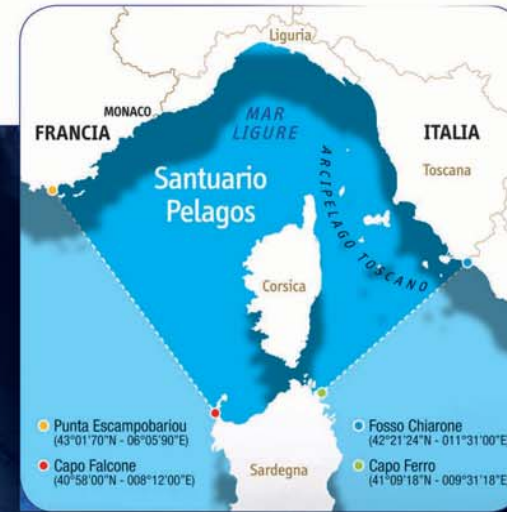 Liguria
MONACO
MAR
LIGURE
FRANCIA
ITALIA
Toscana
Santuario
Pelagos
ARCIPELAGO TOSCANO
Corsica
Punta Escampobariou
(43°01'70"N - 06°05'90"E)
Fosso Chiarone
(42°21'24"N - 011°31'00"E)
Capo Falcone
(40°58'00"N - 008°12'00"E)
Sardegna
Capo Ferro
(41°09'18"N - 009°31'18"E)